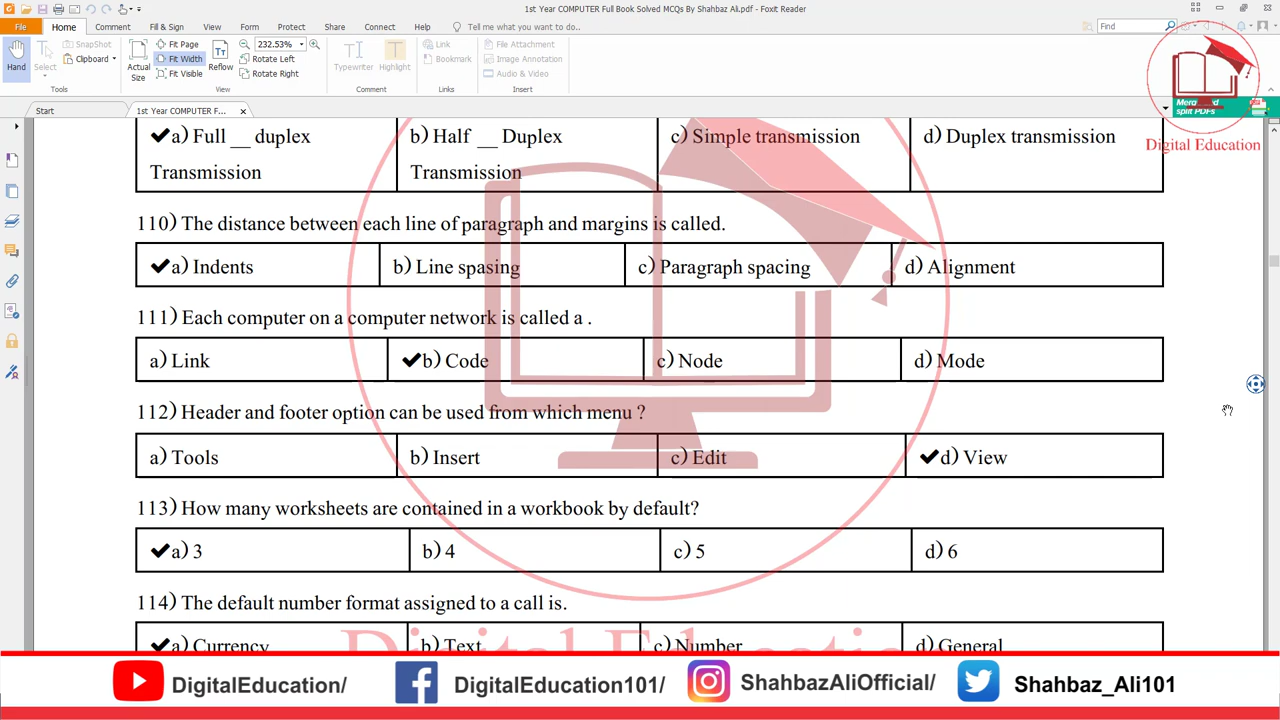 1st Year COMPUTER Full Book Solved MCQs By Shahbaz Ali.pdf - Foxit Reader
File Home Comment Fill & Sign View Form Protect Share Connect Help Tell me what you want to do.. Find
Hand Select SnapShot Clipboard Actual Size Fit Page Fit Width Fit Visible Reflow 232.53% Rotate Left Rotate Right Typewriter Highlight Link Bookmark File Attachment Image Annotation Audio & Video
Tools View Comment Links Insert
Start 1st Year COMPUTER F...
split PDFs
Digital Education
✔a) Full __ duplex Transmission
b) Half __ Duplex Transmission
c) Simple transmission
d) Duplex transmission
110) The distance between each line of paragraph and margins is called.
✔a) Indents b) Line spasing c) Paragraph spacing d) Alignment
111) Each computer on a computer network is called a .
a) Link ✔b) Code c) Node d) Mode
112) Header and footer option can be used from which menu ?
a) Tools b) Insert c) Edit ✔d) View
113) How many worksheets are contained in a workbook by default?
✔a) 3 b) 4 c) 5 d) 6
114) The default number format assigned to a call is.
✔a) Currency b) Text c) Number d) General
Digital Educatio
DigitalEducation/ DigitalEducation101/ ShahbazAliOfficial/ Shahbaz_Ali101